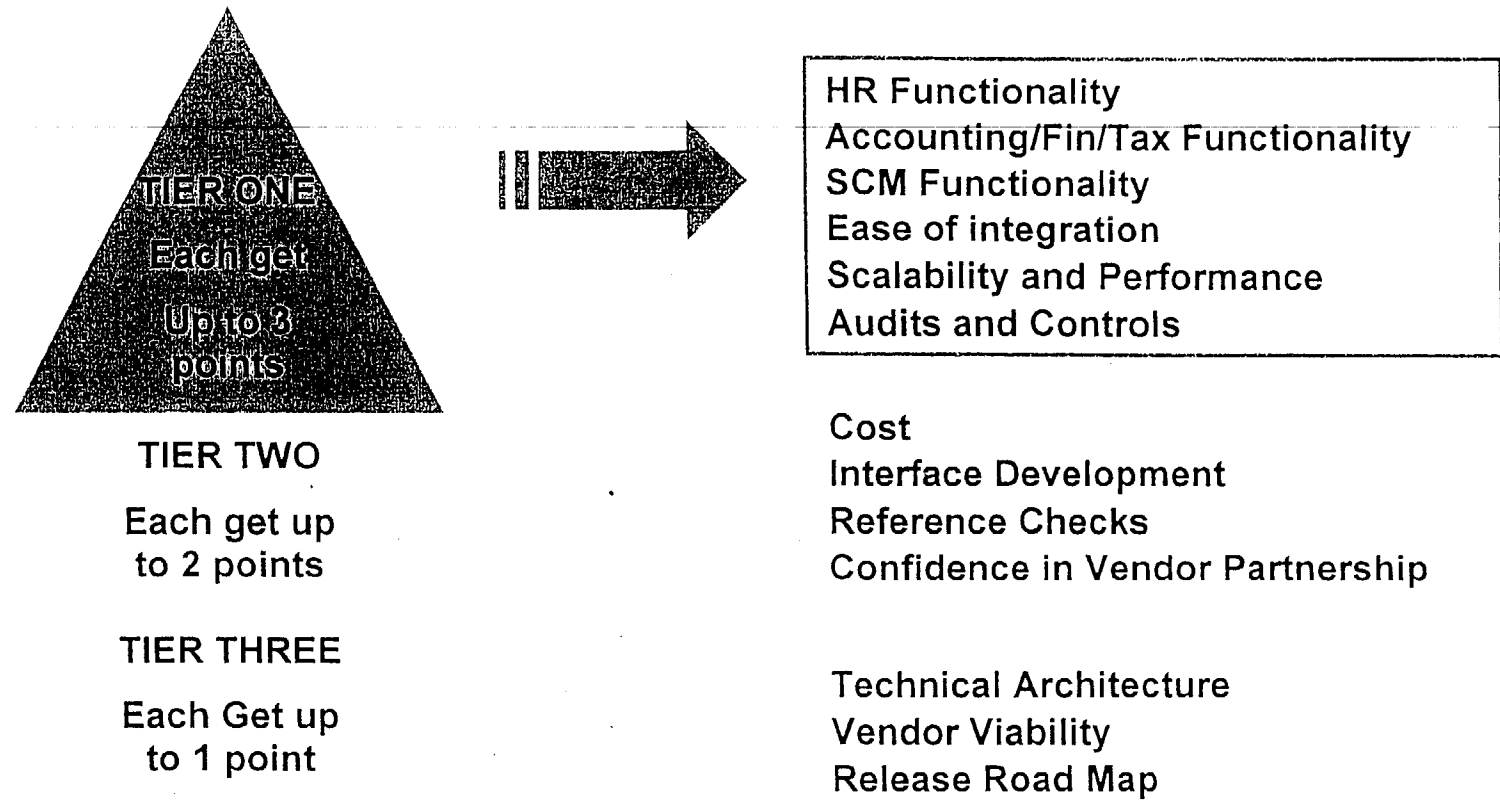 TIER ONE
Each get
Up to 3
points
HR Functionality
Accounting/Fin/Tax Functionality
SCM Functionality
Ease of integration
Scalability and Performance
Audits and Controls
TIER TWO
Each get up
to 2 points
Cost
Interface Development
Reference Checks
Confidence in Vendor Partnership
TIER THREE
Each Get up
to 1 point
Technical Architecture
Vendor Viability
Release Road Map